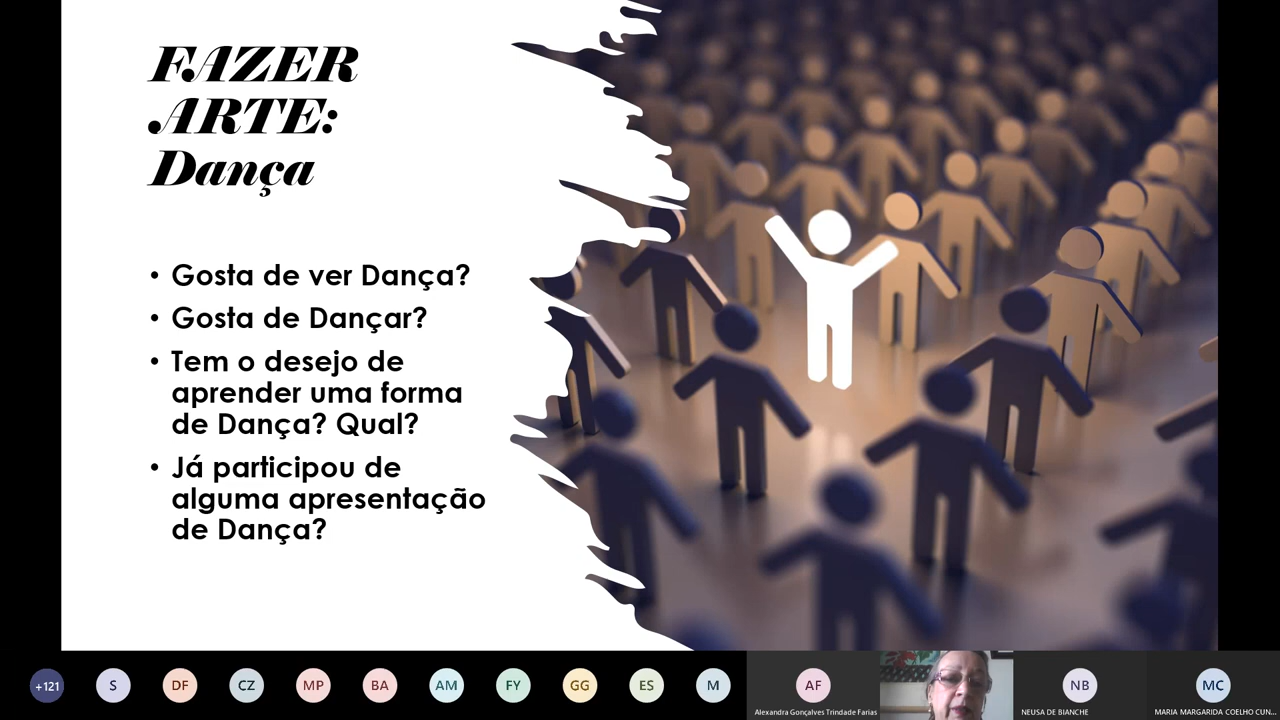 FAZER
ARTE:
Dança
• Gosta de ver Dança?
• Gosta de Dançar?
• Tem o desejo de
aprender uma forma
de Dança? Qual?
• Já participou de
alguma apresentação
de Dança?
+121 S DF CZ MP BA AM FY GG ES M AF NB MC
Alexandra Gonçalves Trindade Farias NEUSA DE BIANCHE MARIA MARGARIDA COELHO CUN...